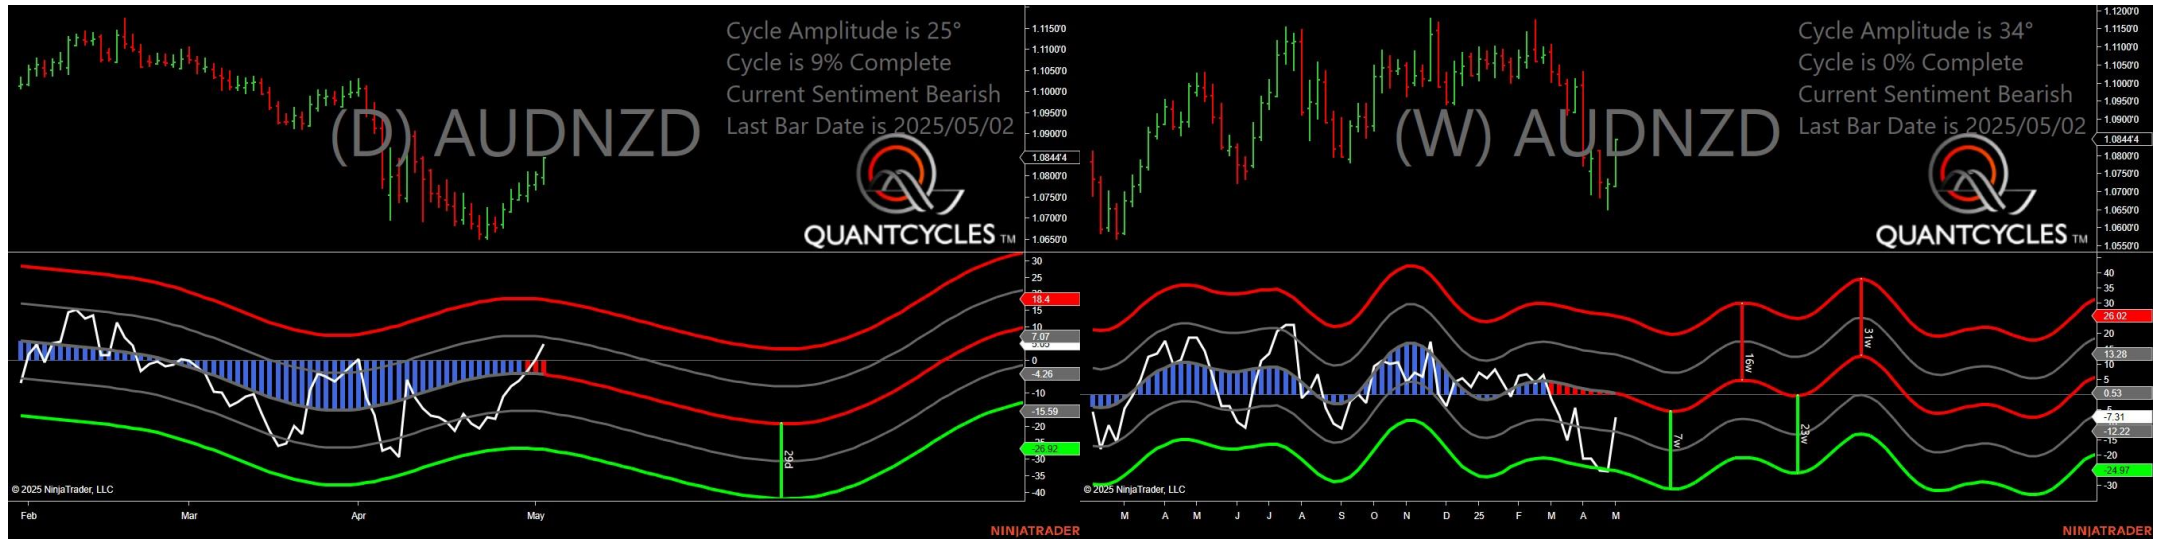 Cycle Amplitude is 25°
Cycle is 9% Complete
Current Sentiment Bearish
Last Bar Date is 2025/05/02
(D) AUDNZD
QUANTCYCLES TM
1.1150'0
1.1100'0
1.1050'0
1.1000'0
1.0950'0
1.0900'0
1.0844'4
1.0800'0
1.0750'0
1.0700'0
1.0650'0
30
25
18.4
15
10
7.07
0
-4.26
-10
-15.59
-20
-26.92
-30
-35
-40
29d
© 2025 NinjaTrader, LLC
Feb Mar Apr May
NINJATRADER
Cycle Amplitude is 34°
Cycle is 0% Complete
Current Sentiment Bearish
Last Bar Date is 2025/05/02
(W) AUDNZD
QUANTCYCLES TM
1.1200'0
1.1150'0
1.1100'0
1.1050'0
1.1000'0
1.0950'0
1.0900'0
1.0844'4
1.0800'0
1.0750'0
1.0700'0
1.0650'0
1.0600'0
1.0550'0
40
35
30
26.02
20
13.28
10
5
0.53
-7.31
-12.22
-15
-20
-24.97
-30
7w
16w
23w
31w
© 2025 NinjaTrader, LLC
M A M J J A S O N D 25 F M A M
NINJATRADER